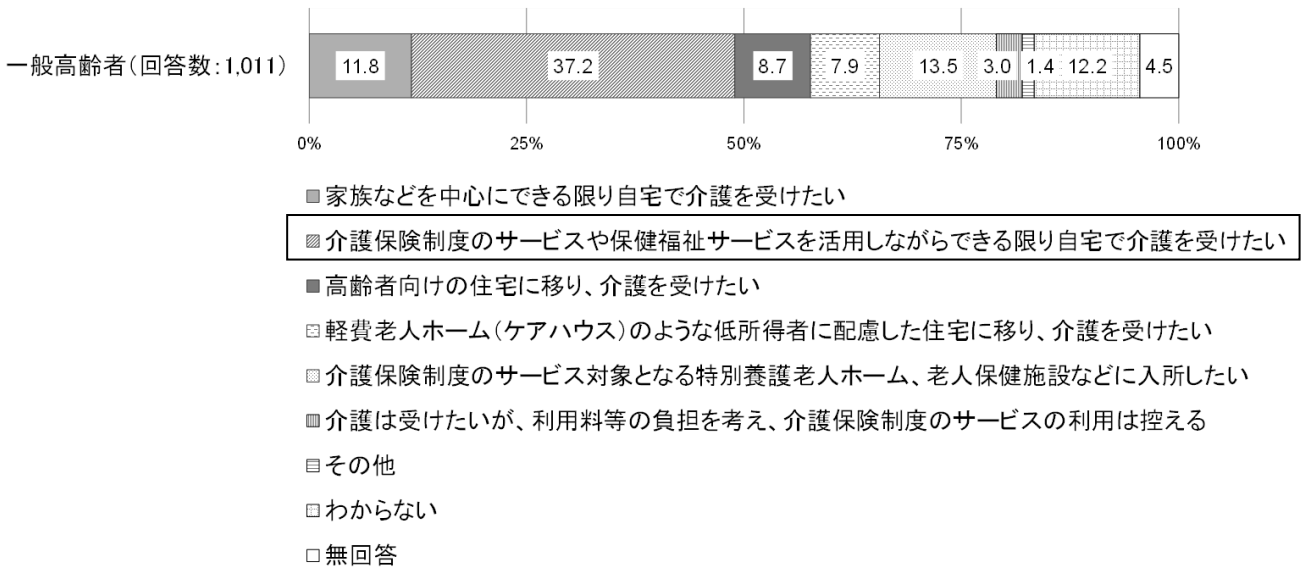 一般高齢者（回答数：1,011） 11.8 37.2 8.7 7.9 13.5 3.0 1.4 12.2 4.5
0% 25% 50% 75% 100%
家族などを中心にできる限り自宅で介護を受けたい
介護保険制度のサービスや保健福祉サービスを活用しながらできる限り自宅で介護を受けたい
高齢者向けの住宅に移り、介護を受けたい
軽費老人ホーム（ケアハウス）のような低所得者に配慮した住宅に移り、介護を受けたい
介護保険制度のサービス対象となる特別養護老人ホーム、老人保健施設などに入所したい
介護は受けたいが、利用料等の負担を考え、介護保険制度のサービスの利用は控える
その他
わからない
無回答